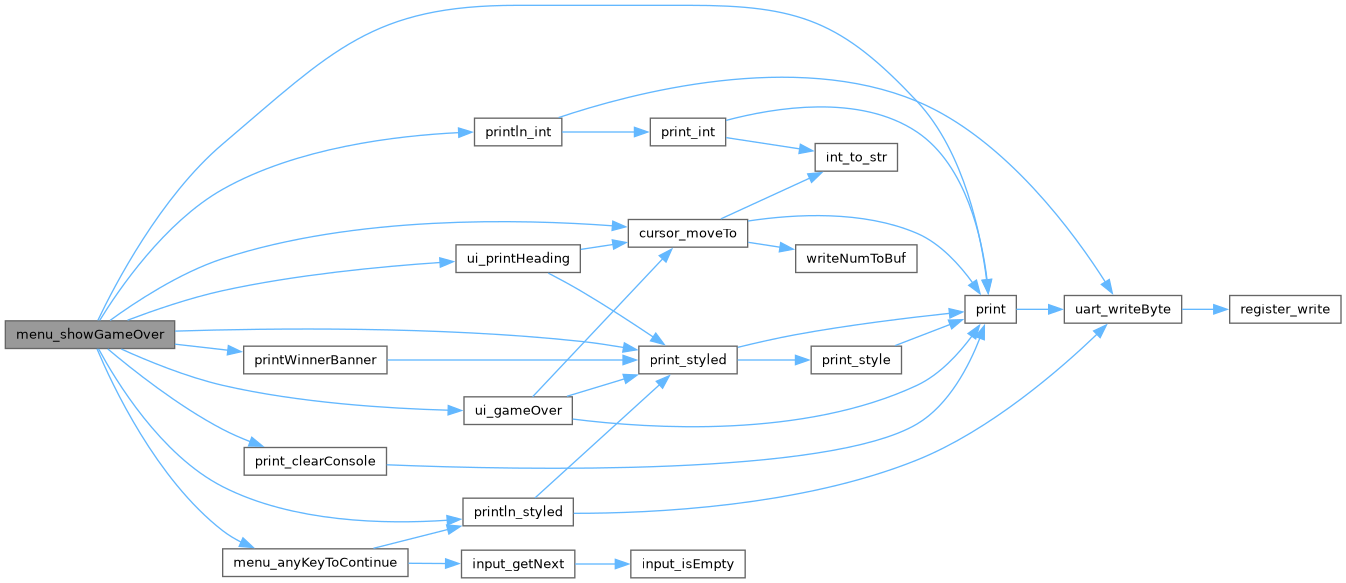 println_int
print_int
int_to_str
cursor_moveTo
ui_printHeading
writeNumToBuf
print
uart_writeByte
register_write
menu_showGameOver
printWinnerBanner
print_styled
print_style
ui_gameOver
print_clearConsole
println_styled
menu_anyKeyToContinue
input_getNext
input_isEmpty